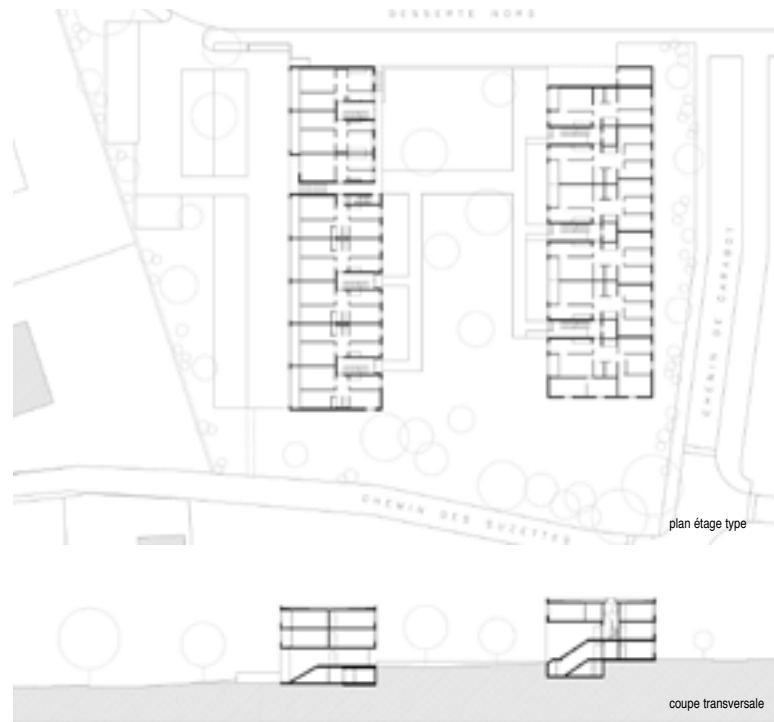 DESSERTE NORD
CHEMIN DE CARABOT
CHEMIN DES SUZETTES
plan étage type
coupe transversale